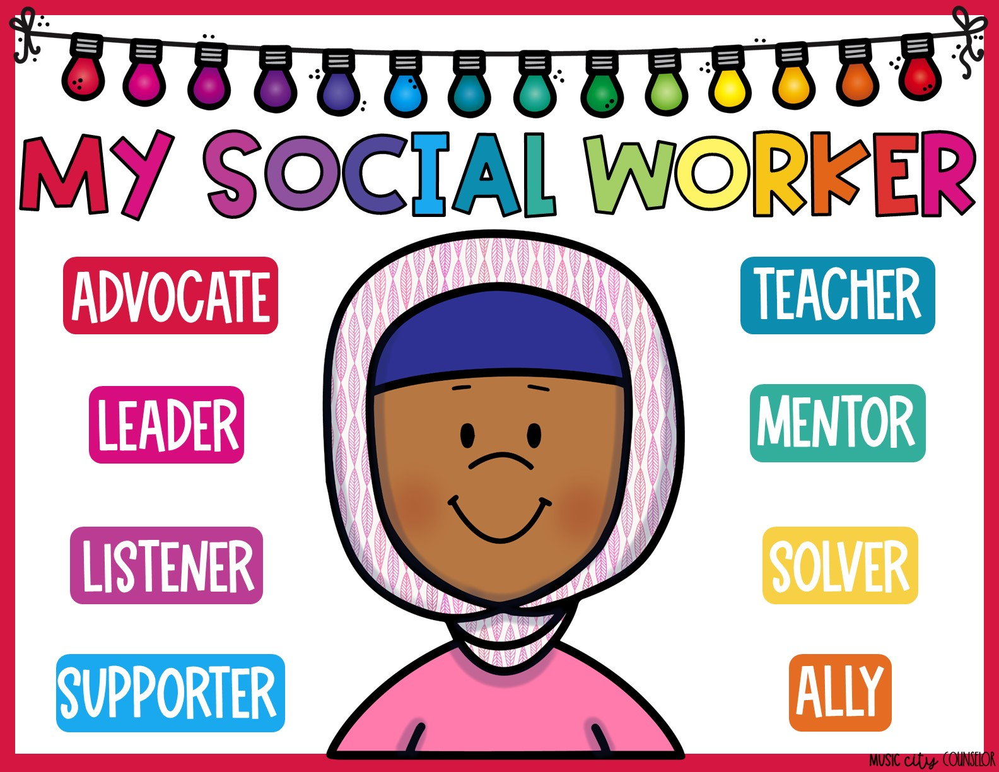 MY SOCIAL WORKER
ADVOCATE
LEADER
LISTENER
SUPPORTER
TEACHER
MENTOR
SOLVER
ALLY
MUSIC city COUNSELOR